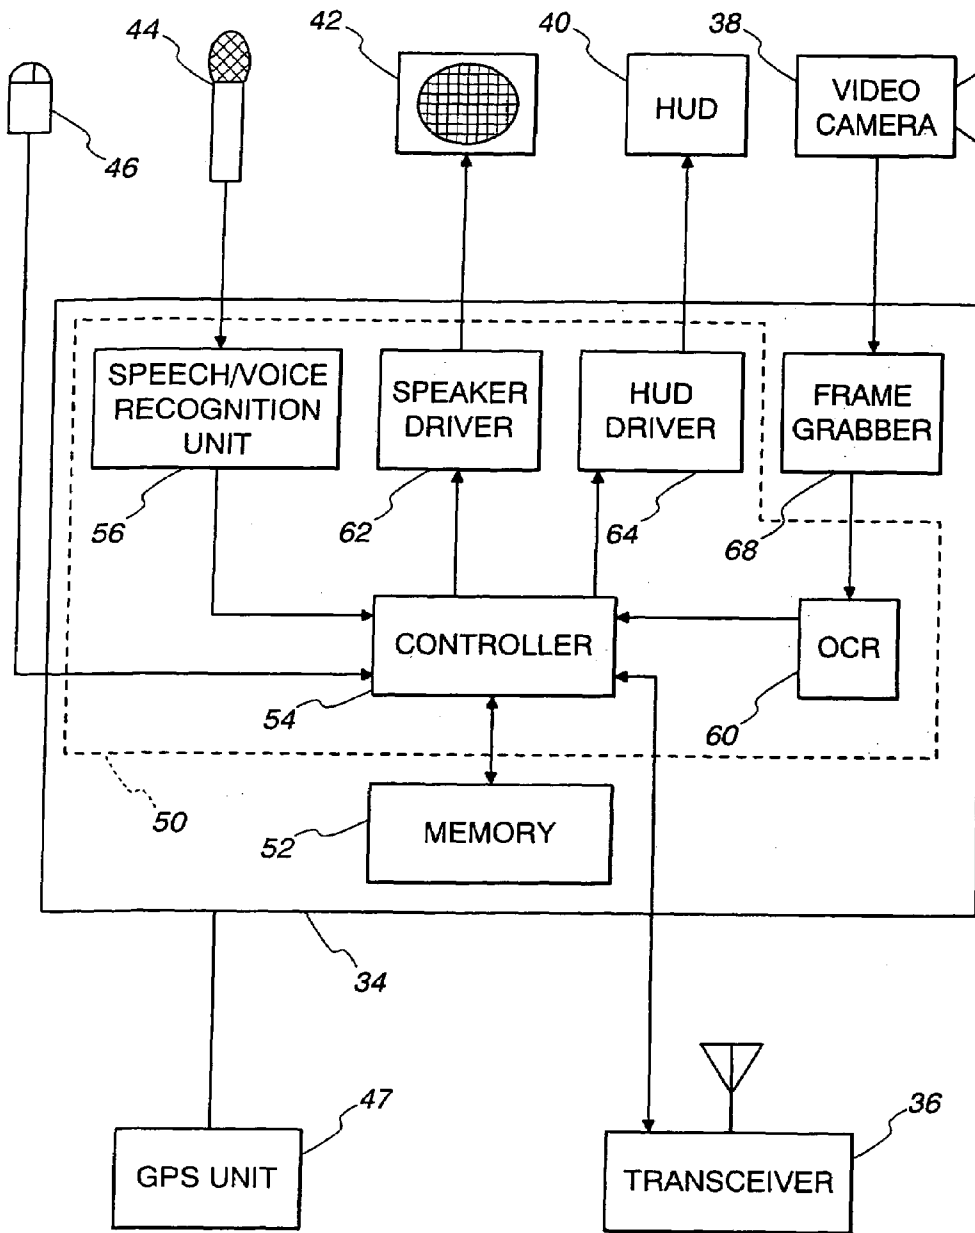 44
42
40
38
46
HUD
VIDEO
CAMERA
SPEECH/VOICE
RECOGNITION
UNIT
SPEAKER
DRIVER
HUD
DRIVER
FRAME
GRABBER
56
62
64
68
CONTROLLER
OCR
54
60
50
52
MEMORY
34
47
36
GPS UNIT
TRANSCEIVER